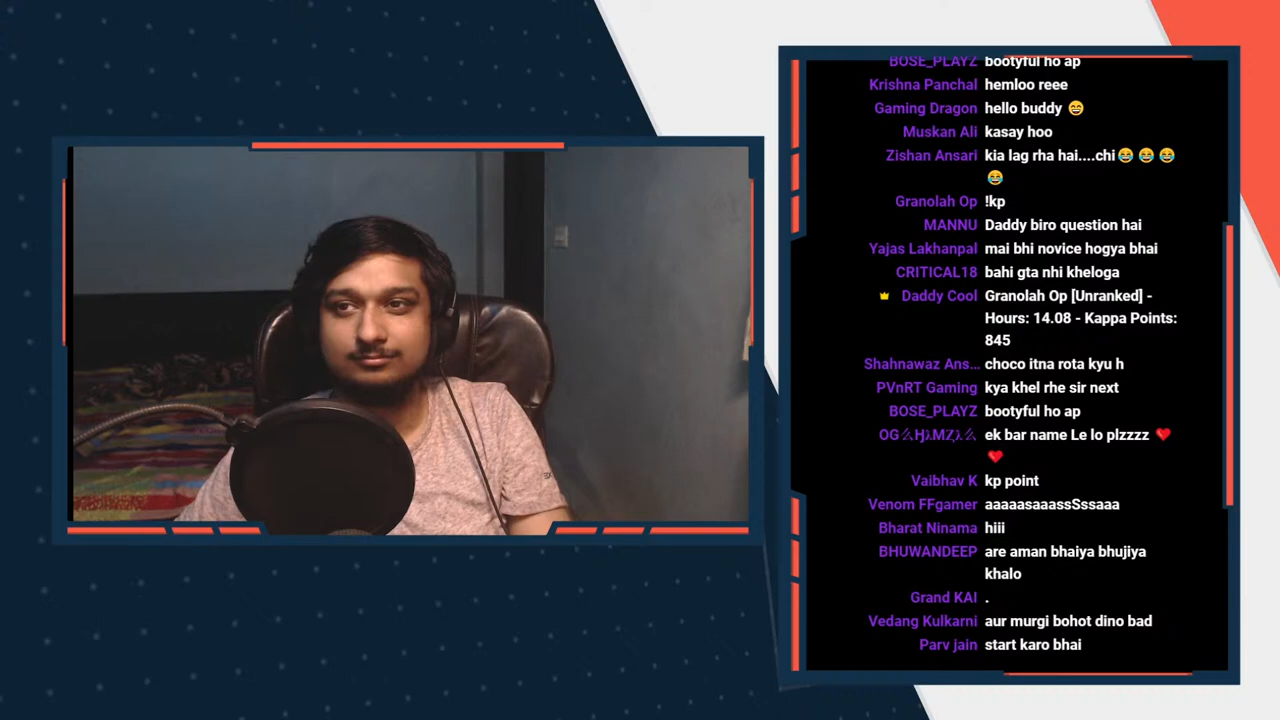 BOSE_PLAYZ bootyful ho ap
Krishna Panchal hemloo reee
Gaming Dragon hello buddy 😄
Muskan Ali kasay hoo
Zishan Ansari kia lag rha hai....chi😂 😂 😂
😂
Granolah Op !kp
MANNU Daddy biro question hai
Yajas Lakhanpal mai bhi novice hogya bhai
CRITICAL18 bahi gta nhi kheloga
Daddy Cool Granolah Op [Unranked] -
Hours: 14.08 - Kappa Points:
845
Shahnawaz Ans... choco itna rota kyu h
PVnRT Gaming kya khel rhe sir next
BOSE_PLAYZ bootyful ho ap
ek bar name Le lo plzzzz ❤️
❤️
Vaibhav K kp point
Venom FFgamer aaaaasaaassSssaaa
Bharat Ninama hiii
BHUWANDEEP are aman bhaiya bhujiya
khalo
Grand KAI .
Vedang Kulkarni aur murgi bohot dino bad
Parv jain start karo bhai